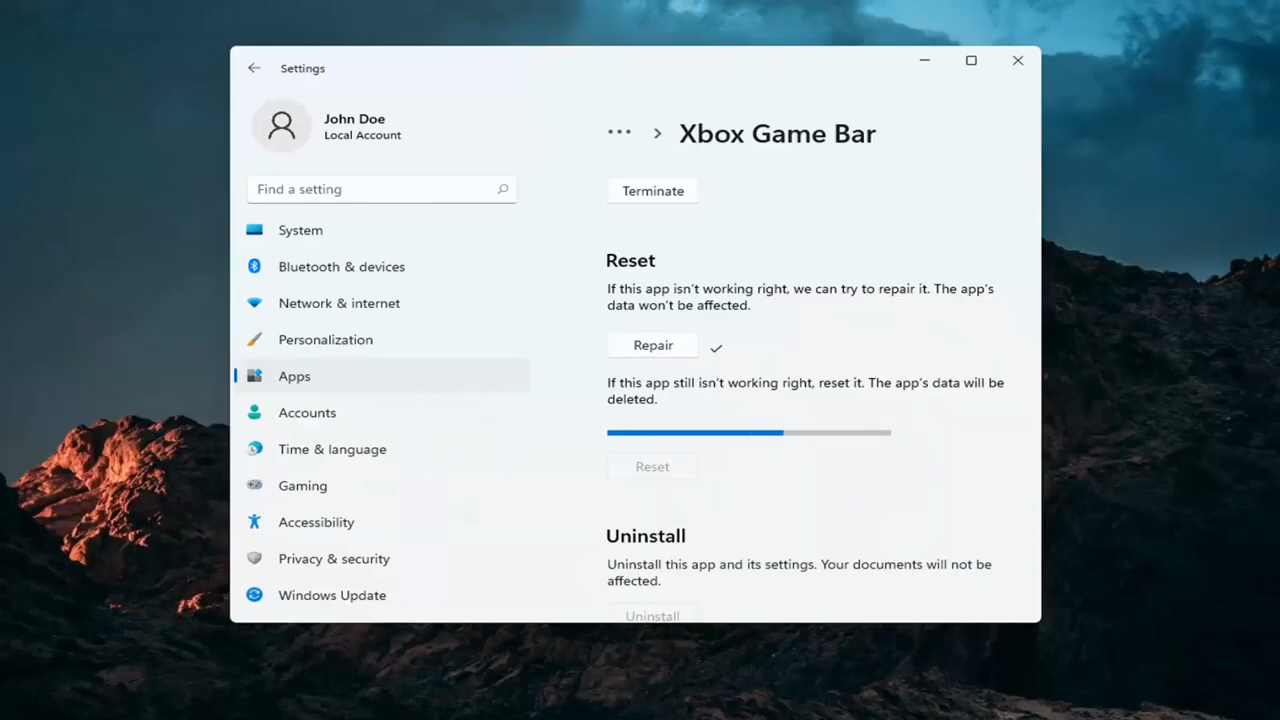 Settings
John Doe
Local Account
Find a setting
System
Bluetooth & devices
Network & internet
Personalization
Apps
Accounts
Time & language
Gaming
Accessibility
Privacy & security
Windows Update
••• > Xbox Game Bar
Terminate
Reset
If this app isn't working right, we can try to repair it. The app's
data won't be affected.
Repair
If this app still isn't working right, reset it. The app's data will be
deleted.
Reset
Uninstall
Uninstall this app and its settings. Your documents will not be
affected.
Uninstall